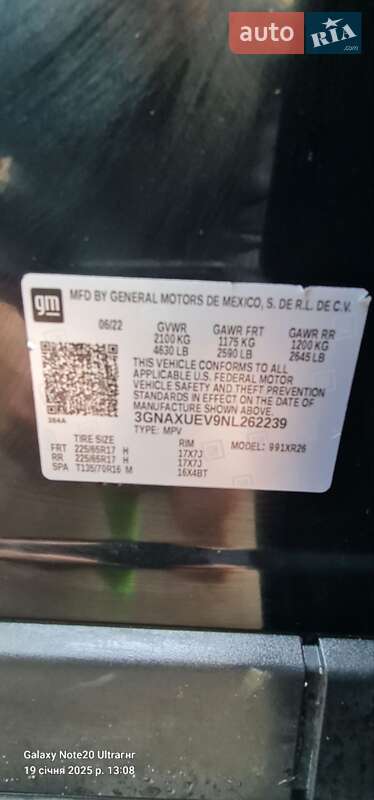 auto RIA
.com
gm MFD BY GENERAL MOTORS DE MEXICO, S. DE R.L. DE C.V.
06/22 GVWR GAWR FRT GAWR RR
2100 KG 1175 KG 1200 KG
4630 LB 2590 LB 2645 LB
THIS VEHICLE CONFORMS TO ALL
APPLICABLE U.S. FEDERAL MOTOR
VEHICLE SAFETY AND THEFT PREVENTION
STANDARDS IN EFFECT ON THE DATE OF
MANUFACTURE SHOWN ABOVE.
384A 3GNAXUEV9NL262239
TYPE: MPV MODEL: 991XR26
TIRE SIZE RIM
FRT 225/65R17 H 17X7J
RR 225/65R17 H 17X7J
SPA T135/70R16 M 16X4BT
Galaxy Note20 Ultraгнг
19 січня 2025 р. 13:08